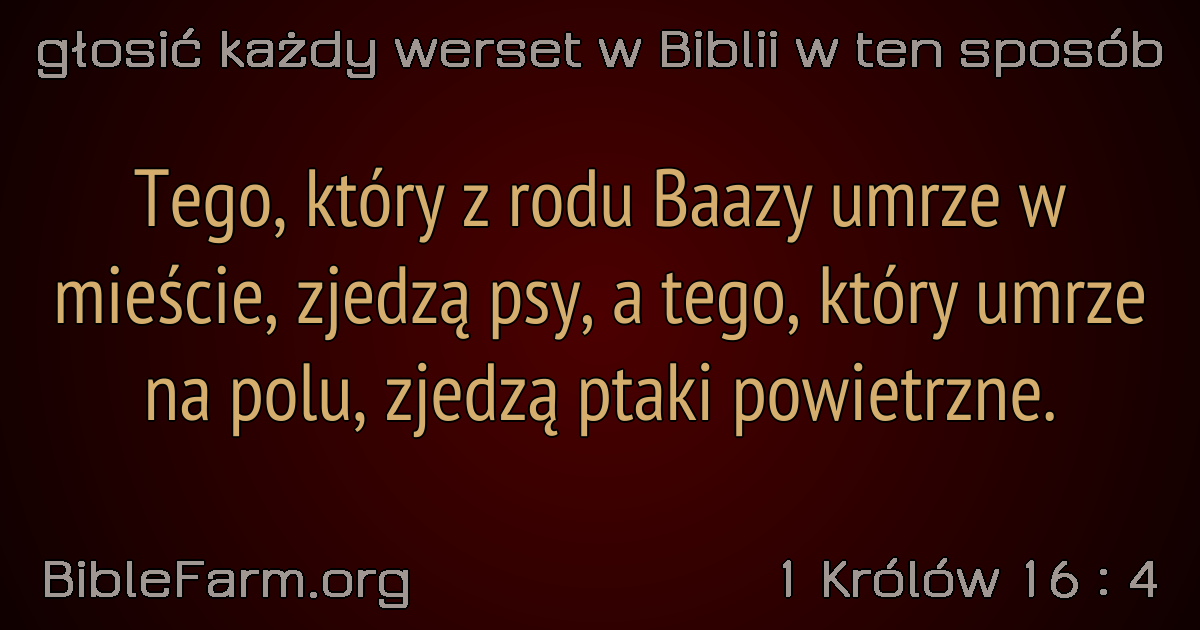 głosić każdy werset w Biblii w ten sposób
Tego, który z rodu Baazy umrze w
mieście, zjedzą psy, a tego, który umrze
na polu, zjedzą ptaki powietrzne.
BibleFarm.org
1 Królów 16 : 4